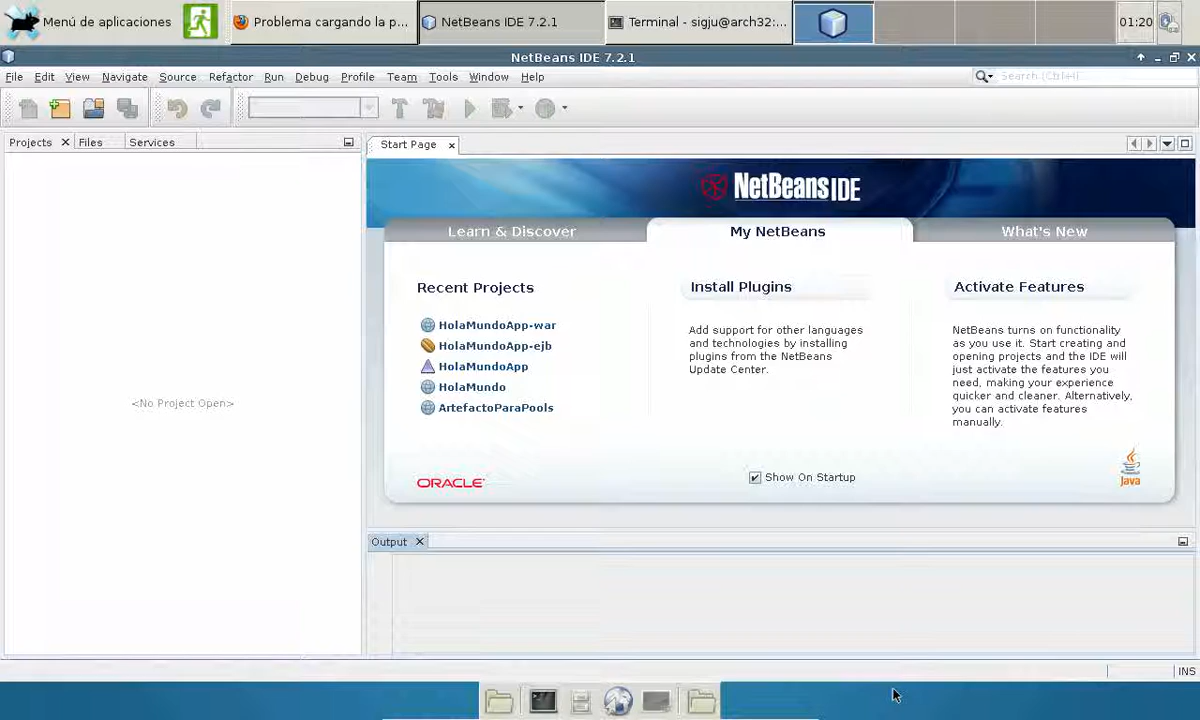 Menú de aplicaciones
Problema cargando la p...
NetBeans IDE 7.2.1
Terminal - sigju@arch32:...
01:20
NetBeans IDE 7.2.1
File Edit View Navigate Source Refactor Run Debug Profile Team Tools Window Help
Search (Ctrl+I)
Projects Files Services
Start Page
NetBeans IDE
Learn & Discover
My NetBeans
What's New
Recent Projects
HolaMundoApp-war
HolaMundoApp-ejb
HolaMundoApp
HolaMundo
ArtefactoParaPools
Install Plugins
Add support for other languages
and technologies by installing
plugins from the NetBeans
Update Center.
Activate Features
NetBeans turns on functionality
as you use it. Start creating and
opening projects and the IDE will
just activate the features you
need, making your experience
quicker and cleaner. Alternatively,
you can activate features
manually.
<No Project Open>
ORACLE
Show On Startup
Java
Output
INS